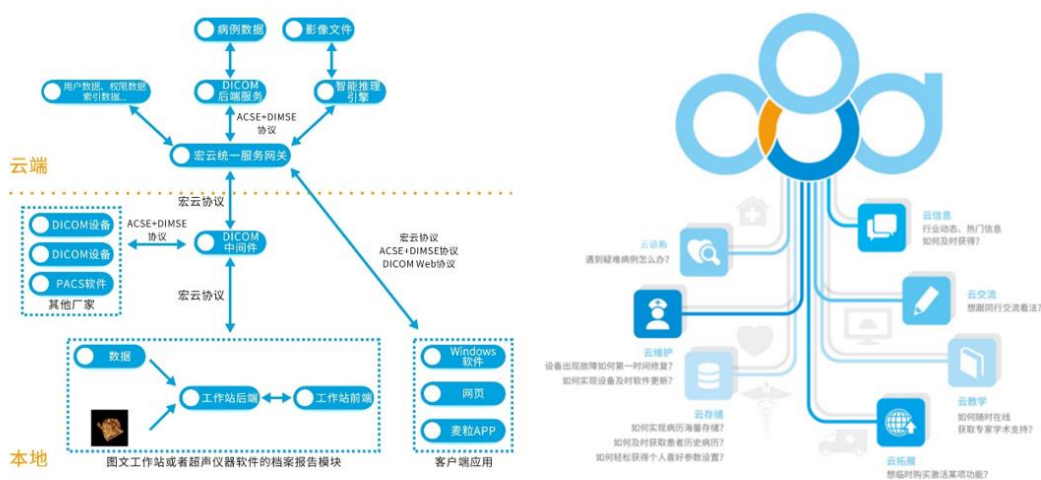 病例数据
影像文件
用户数据、权限数据
索引数据...
DICOM
后端服务
智能推理
引擎
ACSE+DIMSE
协议
宏云统一服务网关
云端
宏云协议
DICOM设备
DICOM设备
PACS软件
其他厂家
ACSE+DIMSE
协议
DICOM
中间件
宏云协议
ACSE+DIMSE协议
DICOM Web协议
宏云协议
数据
工作站后端
工作站前端
Windows
软件
网页
麦粒APP
本地
图文工作站或者超声仪器软件的档案报告模块
客户端应用
云信息
行业动态、热门信息
如何及时获得?
云诊断
遇到疑难病例怎么办?
云交流
想跟同行交流看法?
云维护
设备出现故障如何第一时间修复?
如何实现设备及时软件更新?
云教学
如何随时在线
获取专家学术支持?
云存储
如何实现病历海量存储?
如何及时获取患者历史病历?
如何轻松获得个人喜好参数设置?
云拓展
想临时购买激活某项功能?